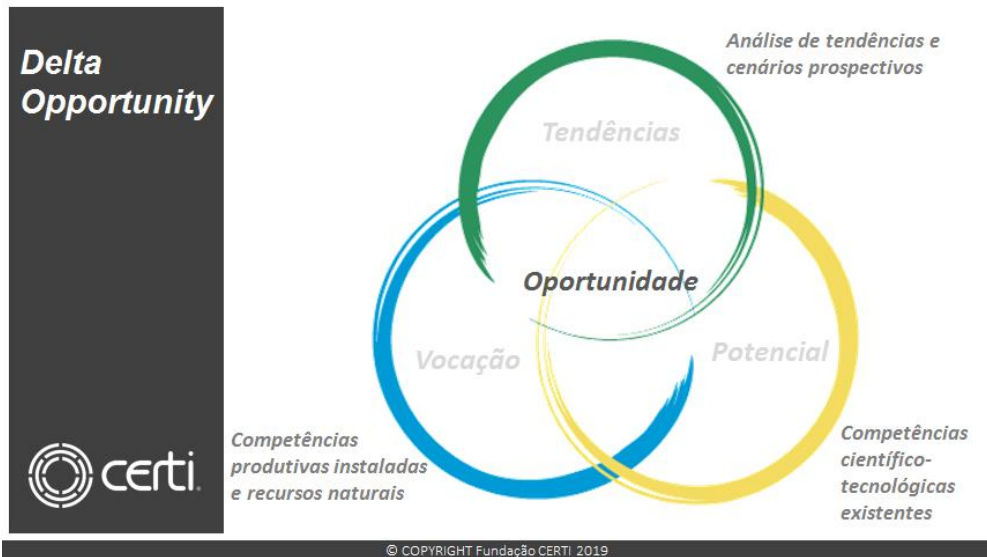 Delta
Opportunity
Análise de tendências e
cenários prospectivos
Tendências
Oportunidade
Vocação
Potencial
Competências
produtivas instaladas
e recursos naturais
Competências
científico-
tecnológicas
existentes
certi.
© COPYRIGHT Fundação CERTI 2019